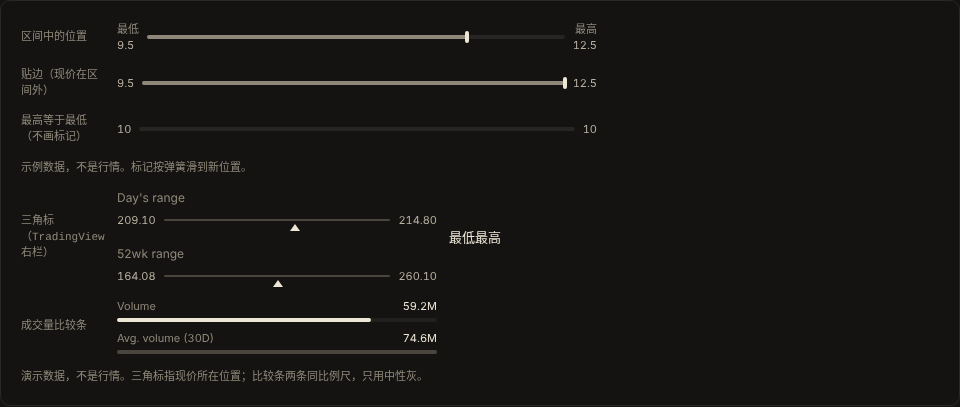 区间中的位置
最低
9.5
最高
12.5
贴边（现价在区
间外）
9.5
12.5
最高等于最低
（不画标记）
10
10
示例数据，不是行情。标记按弹簧滑到新位置。
三角标
（TradingView
右栏）
Day's range
209.10
214.80
52wk range
164.08
260.10
最低最高
成交量比较条
Volume
59.2M
Avg. volume (30D)
74.6M
演示数据，不是行情。三角标指现价所在位置；比较条两条同比例尺，只用中性灰。